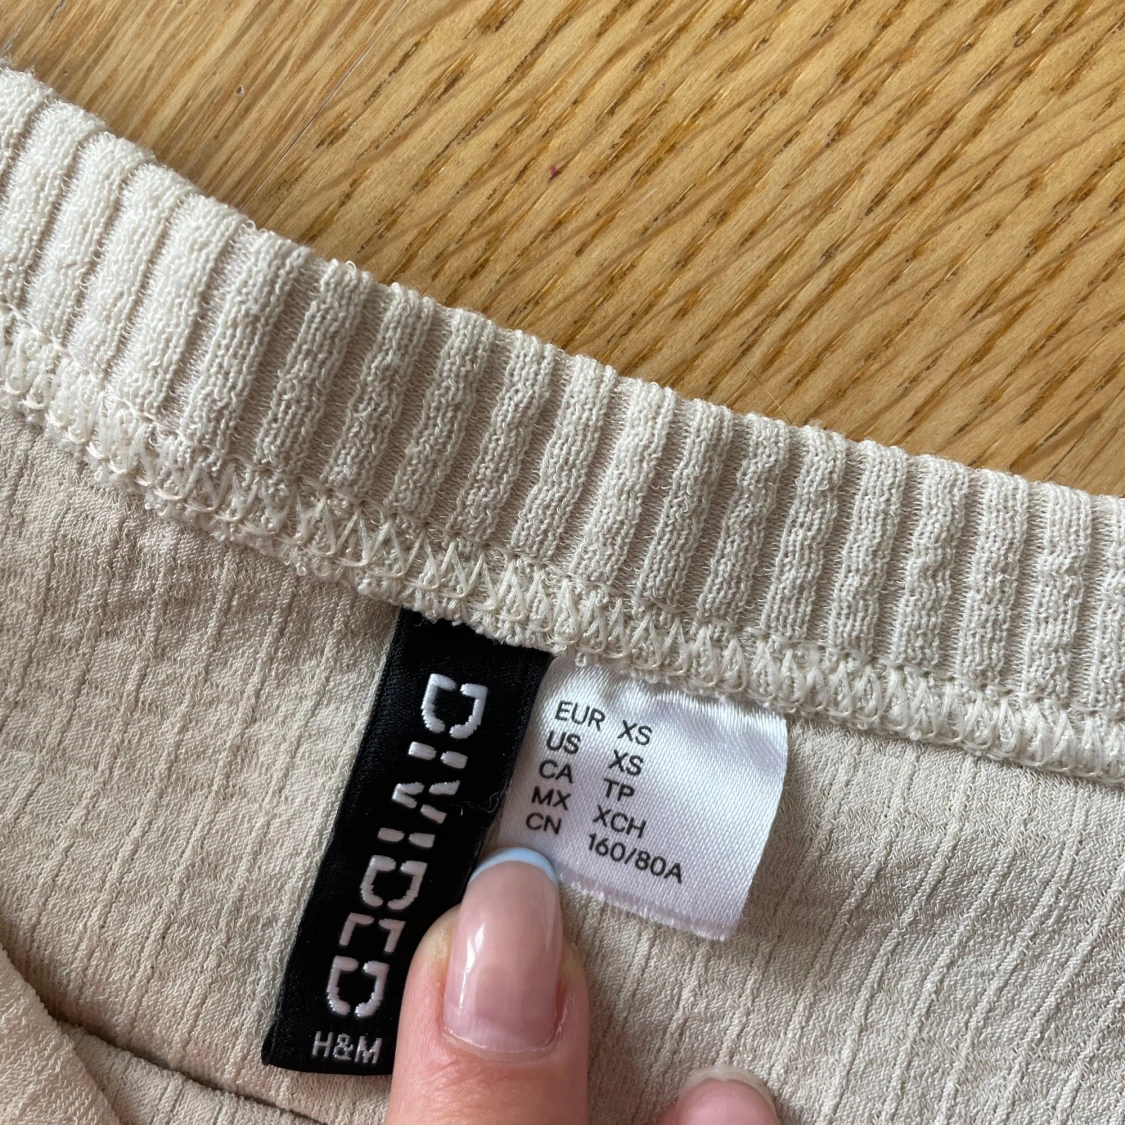 DIVIDED
H&M
EUR XS
US XS
CA TP
MX XCH
CN 160/80A